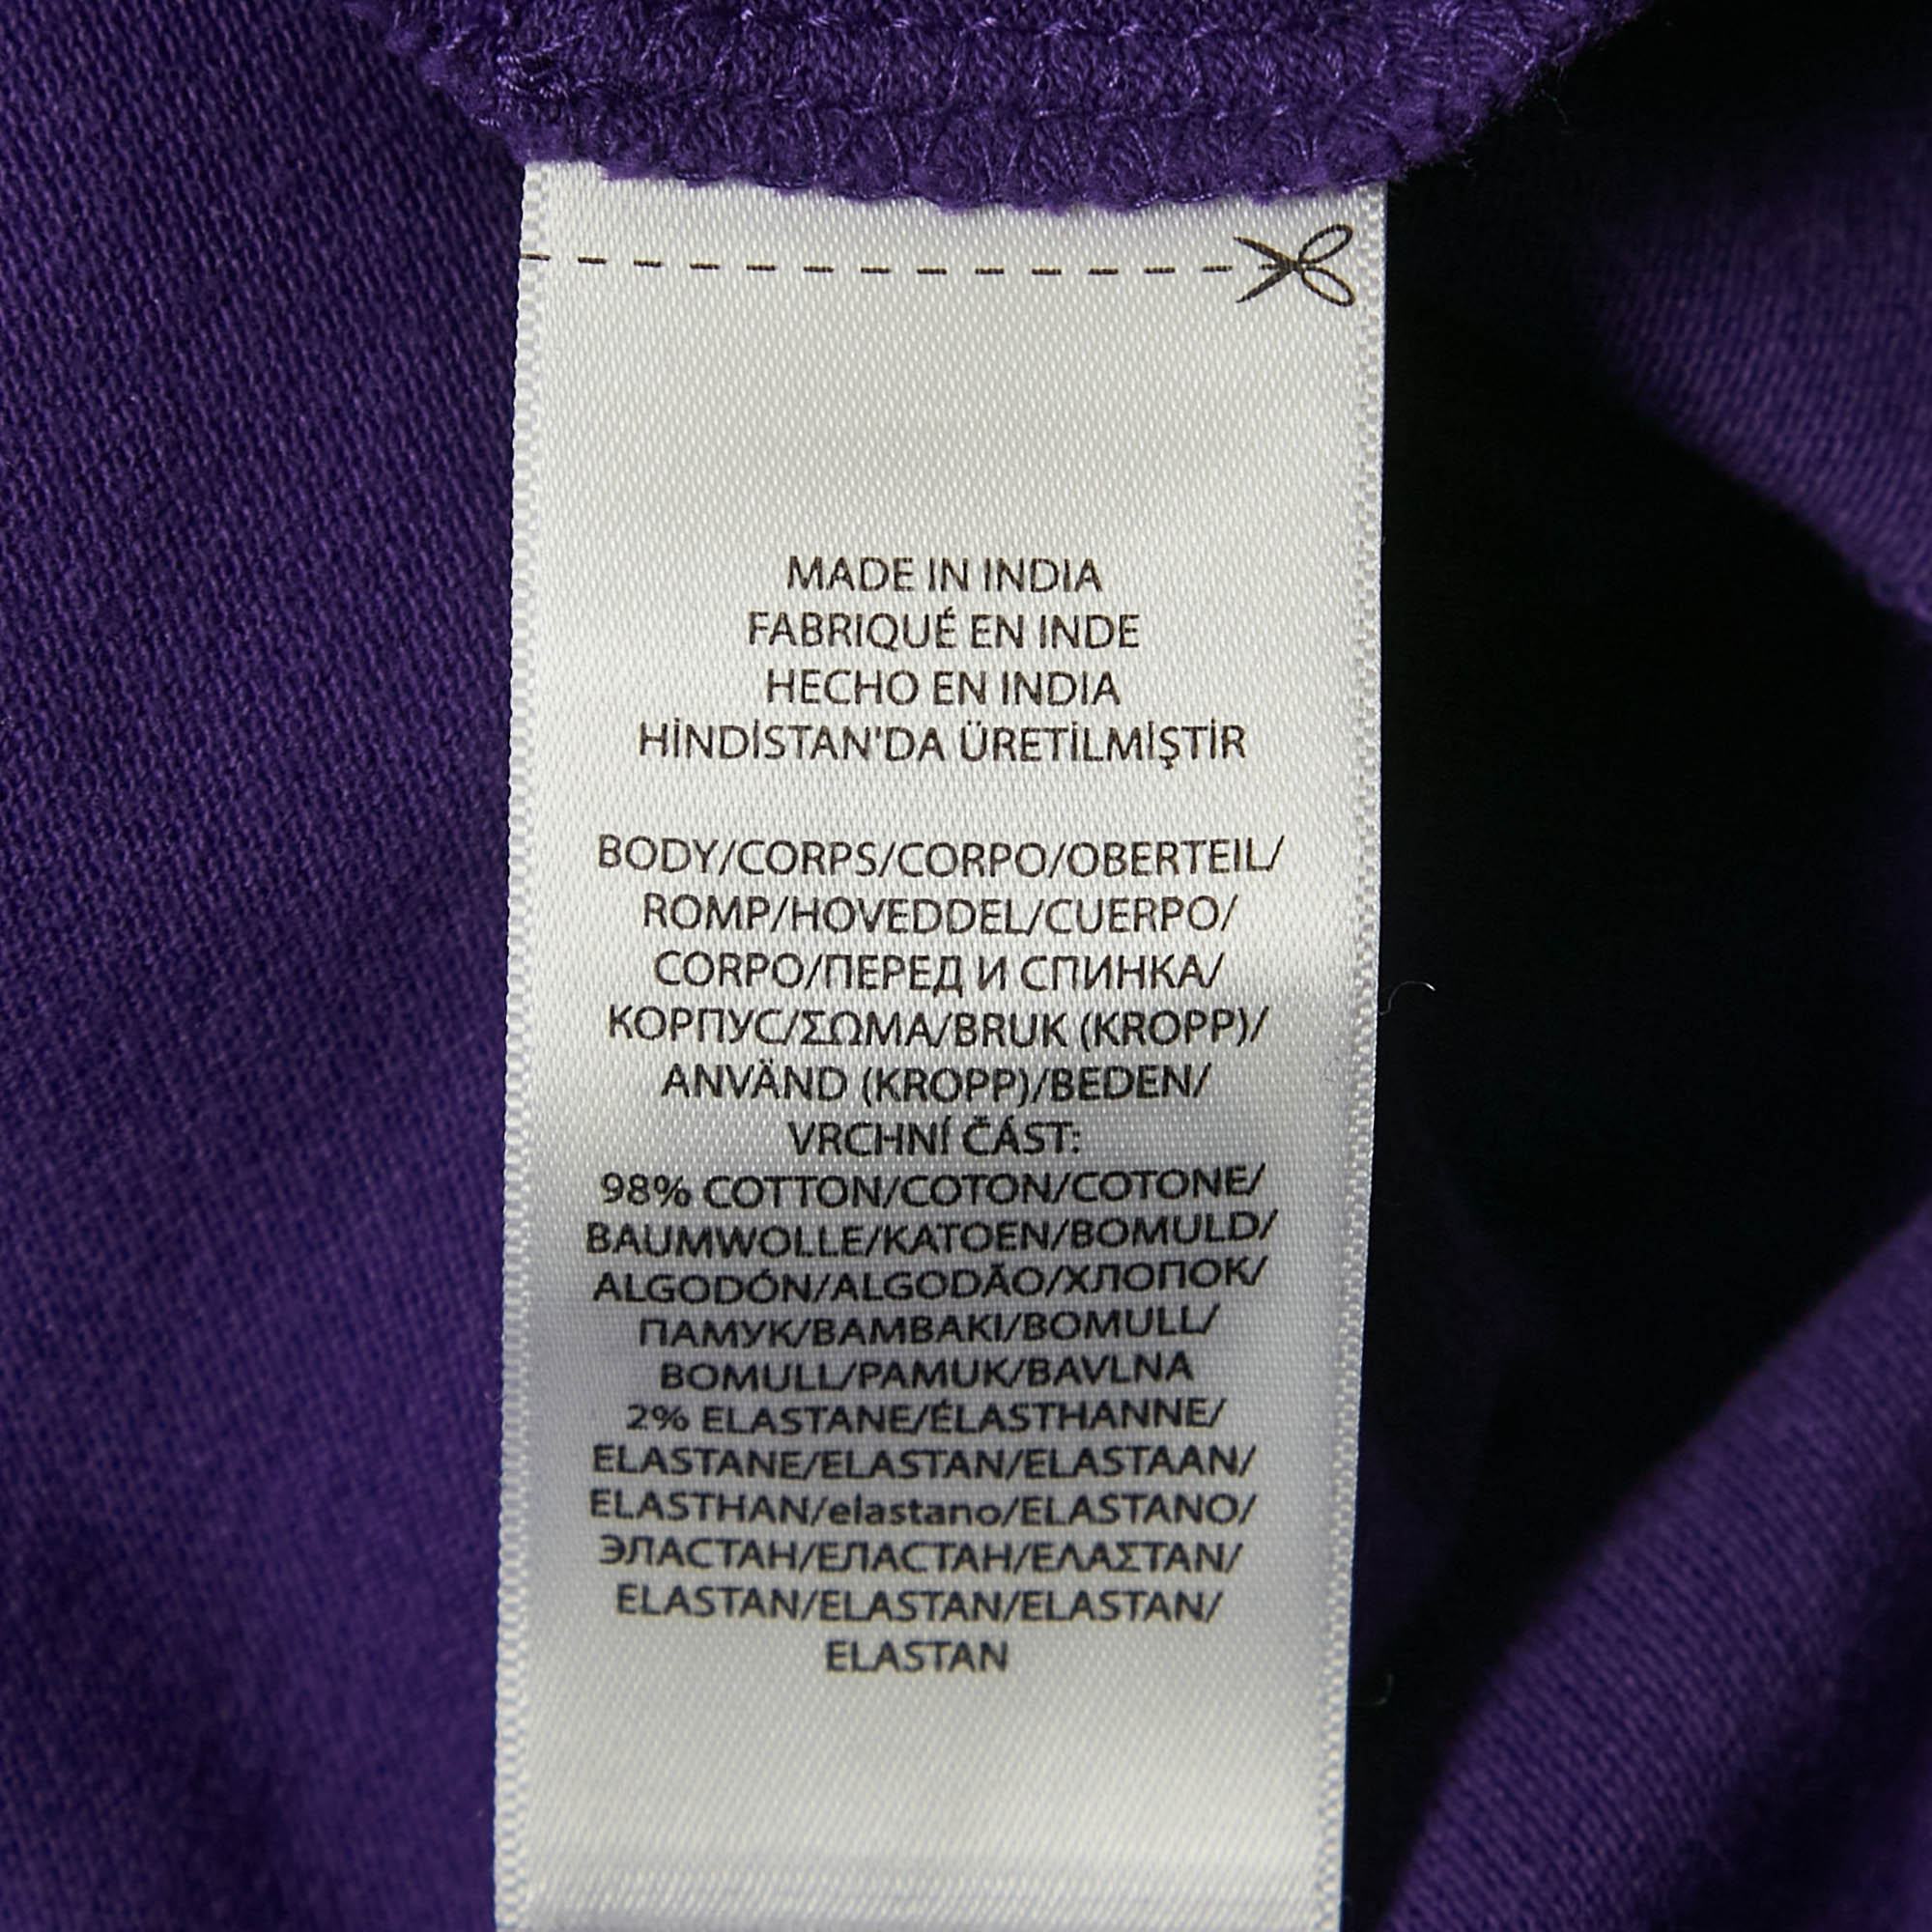 MADE IN INDIA
FABRIQUÉ EN INDE
HECHO EN INDIA
HİNDİSTAN'DA ÜRETİLMİŞTİR
BODY/CORPS/CORPO/OBERTEIL/
ROMP/HOVEDDEL/CUERPO/
CORPO/ПЕРЕД И СПИНКА/
КОРПУС/ΣΩΜΑ/BRUK (KROPP)/
ANVÄND (KROPP)/BEDEN/
VRCHNÍ ČÁST:
98% COTTON/COTON/COTONE/
BAUMWOLLE/KATOEN/BOMULD/
ALGODÓN/ALGODÃO/ХЛОПОК/
ПАМУК/BAMBAKI/BOMULL/
BOMULL/PAMUK/BAVLNA
2% ELASTANE/ÉLASTHANNE/
ELASTANE/ELASTAN/ELASTAAN/
ELASTHAN/elastano/ELASTANO/
ЭЛАСТАН/ЕЛАСТАН/ΕΛΑΣΤΑΝ/
ELASTAN/ELASTAN/ELASTAN/
ELASTAN